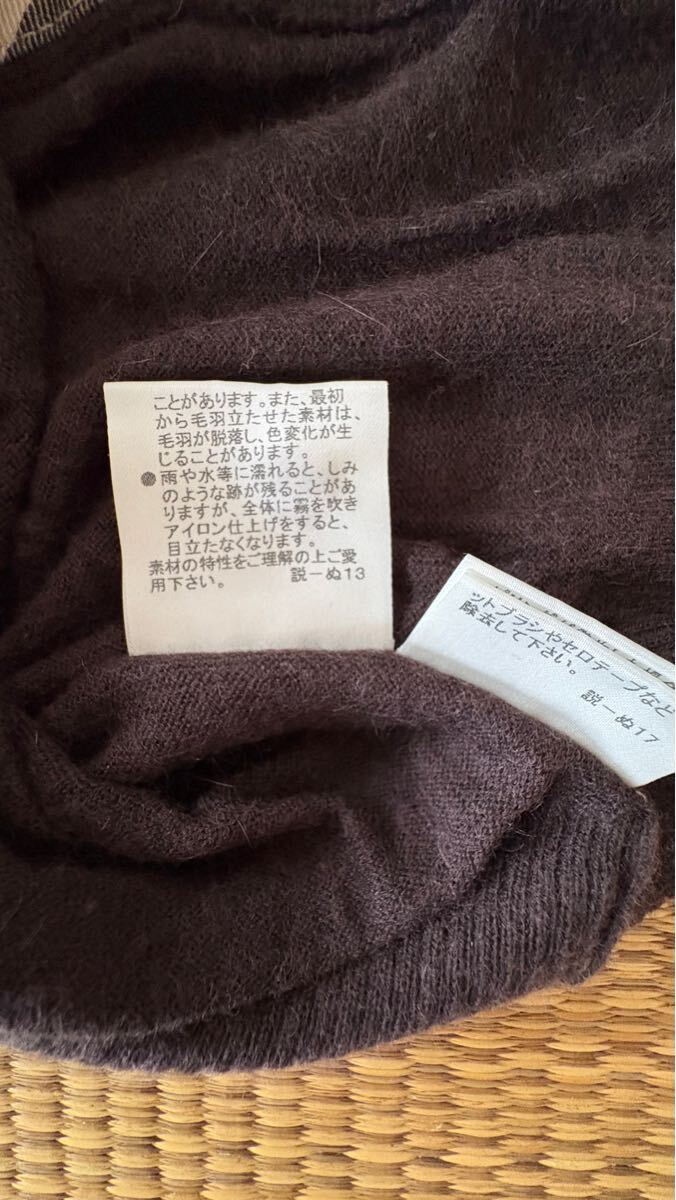 ことがあります。また、最初
から毛羽立たせた素材は、
毛羽が脱落し、色変化が生
じることがあります。
●雨や水等に濡れると、しみ
のような跡が残ることがあ
りますが、全体に霧を吹き
アイロン仕上げをすると、
目立たなくなります。
素材の特性をご理解の上ご愛
用下さい。 説ーぬ13
ットブラシやセロテープなど
除去して下さい。
説ーぬ17